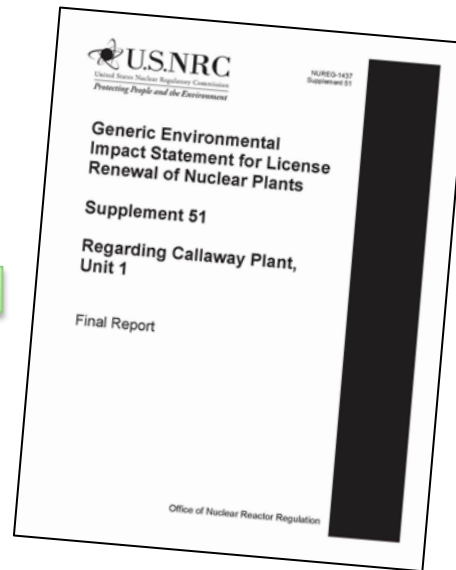 U.S.NRC
United States Nuclear Regulatory Commission
Protecting People and the Environment
NUREG-1437
Supplement 51
Generic Environmental
Impact Statement for License
Renewal of Nuclear Plants
Supplement 51
Regarding Callaway Plant,
Unit 1
Final Report
Office of Nuclear Reactor Regulation